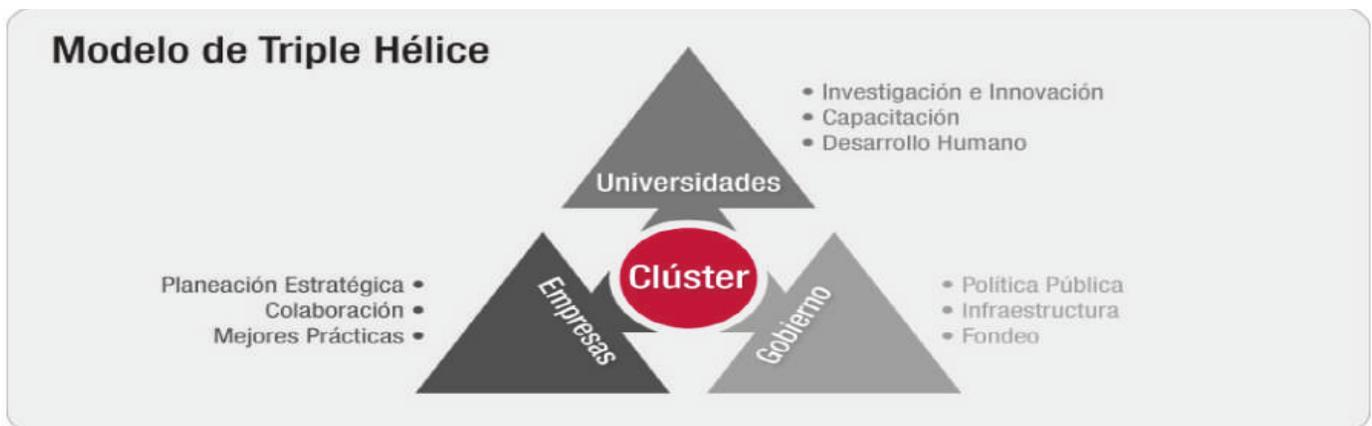 Modelo de Triple Hélice
• Investigación e Innovación
• Capacitación
• Desarrollo Humano
Universidades
Clúster
Planeación Estratégica •
Colaboración •
Mejores Prácticas •
Empresas
Gobierno
• Política Pública
• Infraestructura
• Fondeo